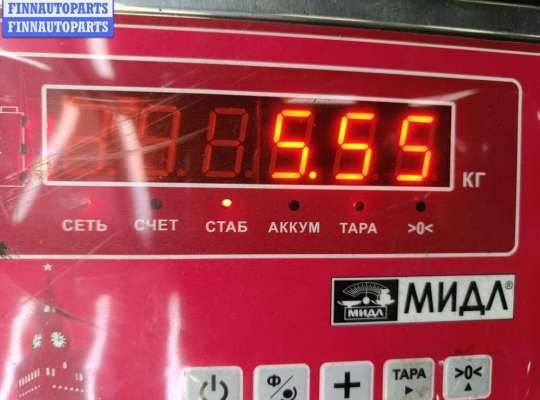 FINNAUTOPARTS
FINNAUTOPARTS
5.55
КГ
СЕТЬ СЧЕТ СТАБ АККУМ ТАРА >0<
МИДЛ МИДЛ®
Ф + ТАРА >0<